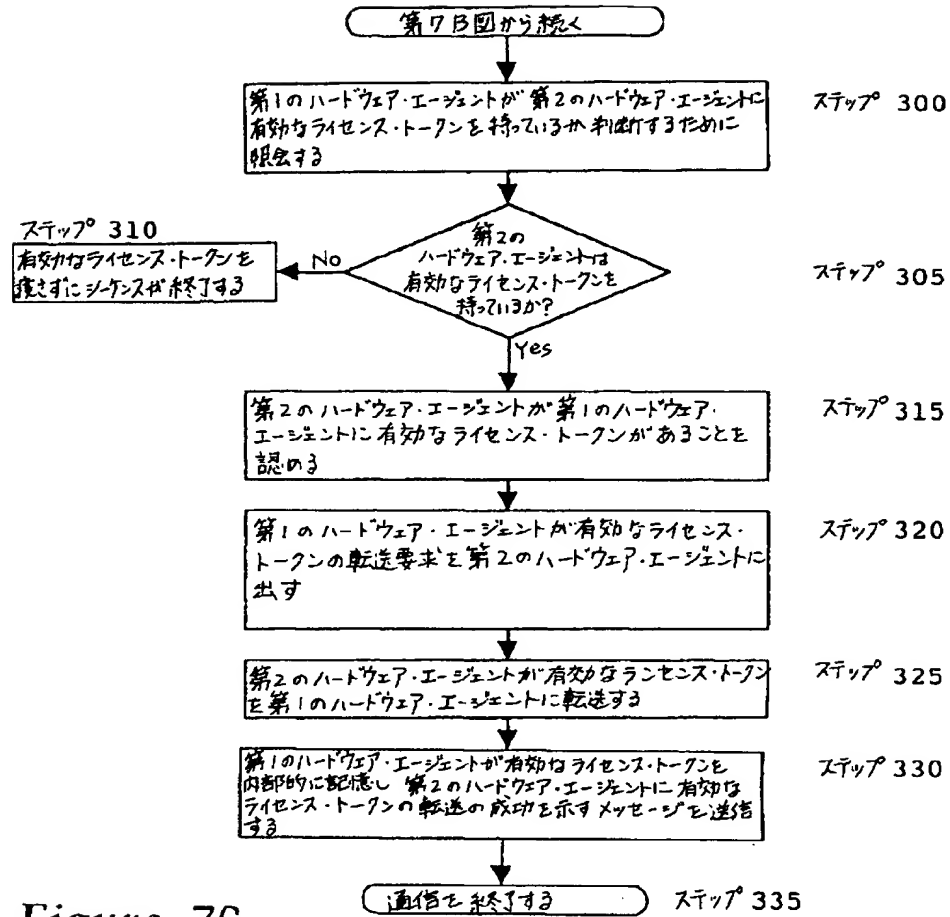 第7B図から続く
第1のハードウェア・エージェントが第2のハードウェア・エージェントに
有効なライセンス・トークンを持っているか判断するために
照会する
ステップ 300
第2の
ハードウェア・エージェントは
有効なライセンス・トークンを
持っているか?
ステップ 305
No
ステップ 310
有効なライセンス・トークンを
渡さずにシーケンスが終了する
Yes
第2のハードウェア・エージェントが第1のハードウェア・
エージェントに有効なライセンス・トークンがあることを
認める
ステップ 315
第1のハードウェア・エージェントが有効なライセンス・
トークンの転送要求を第2のハードウェア・エージェントに
出す
ステップ 320
第2のハードウェア・エージェントが有効なランセンス・トークン
を第1のハードウェア・エージェントに転送する
ステップ 325
第1のハードウェア・エージェントが有効なライセンス・トークンを
内部的に記憶し 第2のハードウェア・エージェントに有効な
ライセンス・トークンの転送の成功を示すメッセージを送信
する
ステップ 330
通信を終了する
ステップ 335
Figure 7C